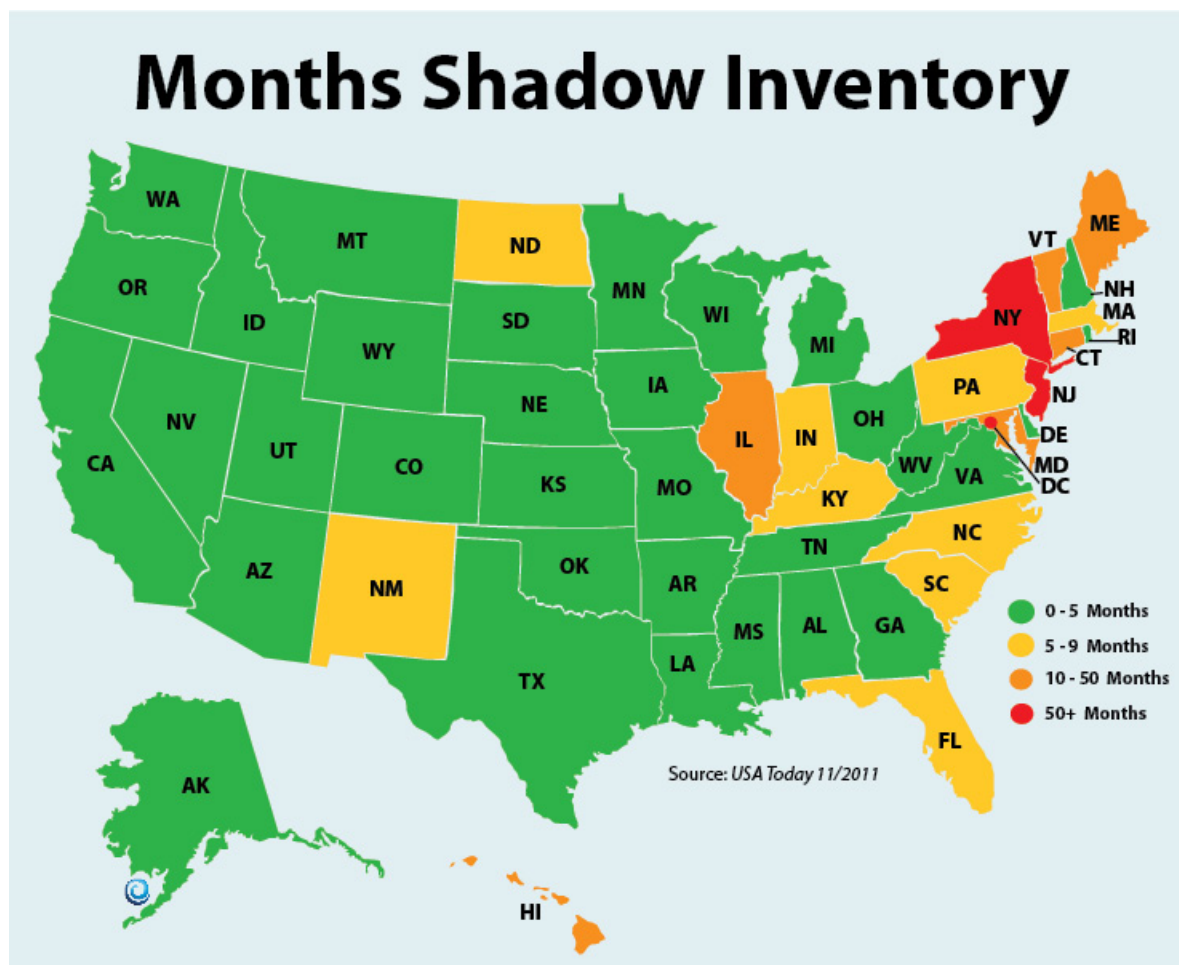 Months Shadow Inventory
WA
MT
ND
ME
VT
OR
MN
NH
ID
SD
WI
NY
MA
MI
RI
WY
CT
IA
PA
NJ
NE
NV
OH
IL
IN
DE
UT
CA
CO
WV
MD
KS
MO
VA
DC
KY
NC
TN
AZ
OK
NM
AR
SC
0 - 5 Months
MS
AL
GA
5 - 9 Months
LA
TX
10 - 50 Months
50+ Months
FL
Source: USA Today 11/2011
AK
HI